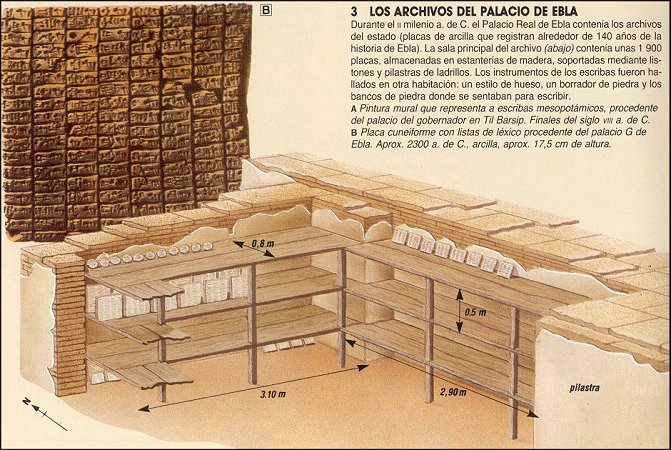 B
3 LOS ARCHIVOS DEL PALACIO DE EBLA
Durante el II milenio a. de C. el Palacio Real de Ebla contenía los archivos
del estado (placas de arcilla que registran alrededor de 140 años de la
historia de Ebla). La sala principal del archivo (abajo) contenía unas 1 900
placas, almacenadas en estanterías de madera, soportadas mediante lis-
tones y pilastras de ladrillos. Los instrumentos de los escribas fueron ha-
llados en otra habitación: un estilo de hueso, un borrador de piedra y los
bancos de piedra donde se sentaban para escribir.
A Pintura mural que representa a escribas mesopotámicos, procedente
del palacio del gobernador en Til Barsip. Finales del siglo VIII a. de C.
B Placa cuneiforme con listas de léxico procedente del palacio G de
Ebla. Aprox. 2300 a. de C., arcilla, aprox. 17,5 cm de altura.
0,8 m
0.5 m
3.10 m
2,90 m
pilastra
N